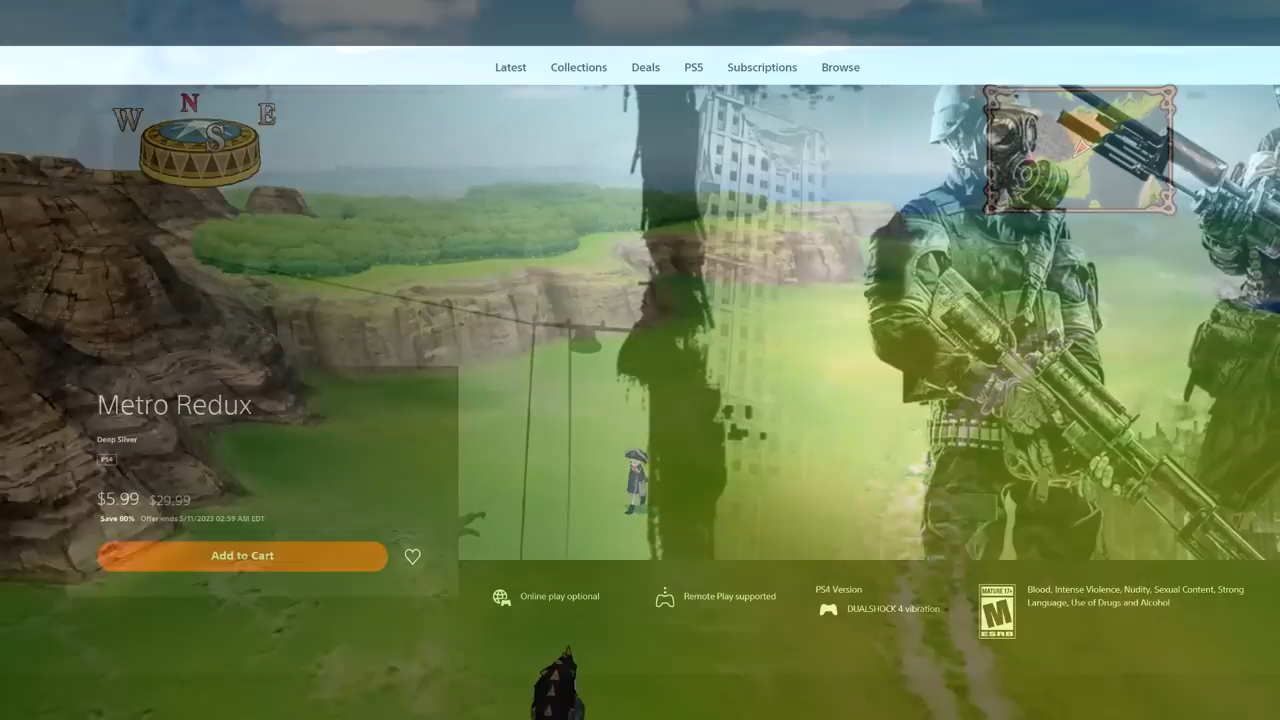 Latest Collections Deals PS5 Subscriptions Browse
N
W E
S
Metro Redux
Deep Silver
PS4
$5.99 $29.99
Save 80% Offer ends 5/11/2023 02:59 AM EDT
Add to Cart
Online play optional
Remote Play supported
PS4 Version
DUALSHOCK 4 vibration
MATURE 17+
M
ESRB
Blood, Intense Violence, Nudity, Sexual Content, Strong
Language, Use of Drugs and Alcohol